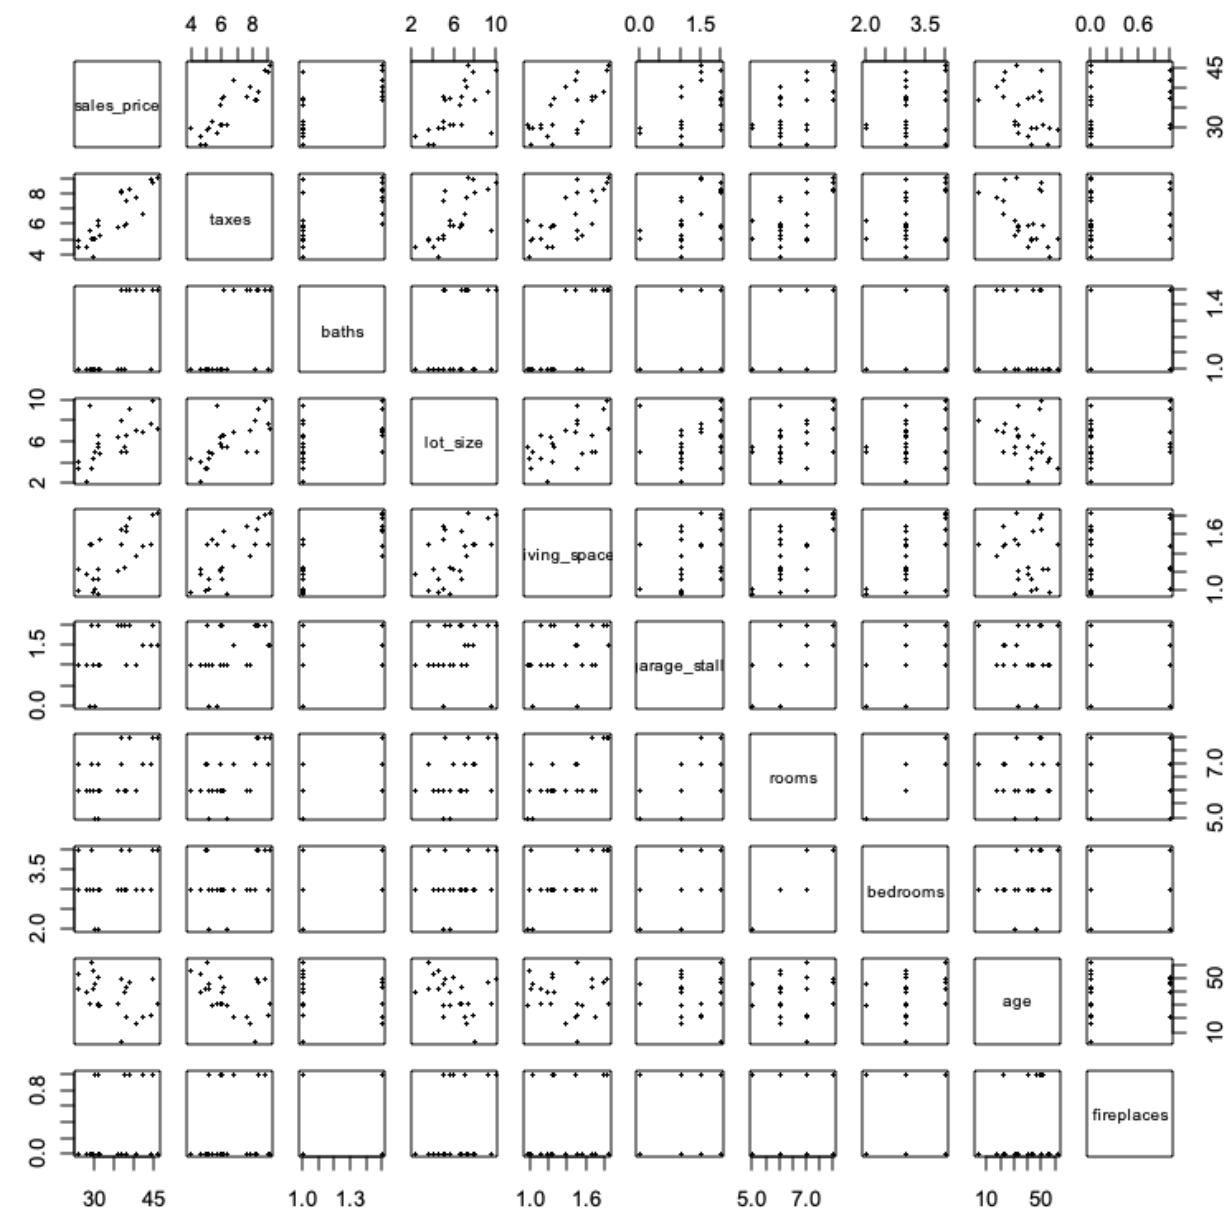 4 6 8 2 6 10 0.0 1.5 2.0 3.5 0.0 0.6
sales_price 30 45
4 6 8 taxes
baths 1.0 1.4
2 6 10 lot_size
iving_space 1.0 1.6
0.0 1.5 arage_stall
rooms 5.0 7.0
2.0 3.5 bedrooms
age 10 50
0.0 0.8 fireplaces
30 45 1.0 1.3 1.0 1.6 5.0 7.0 10 50